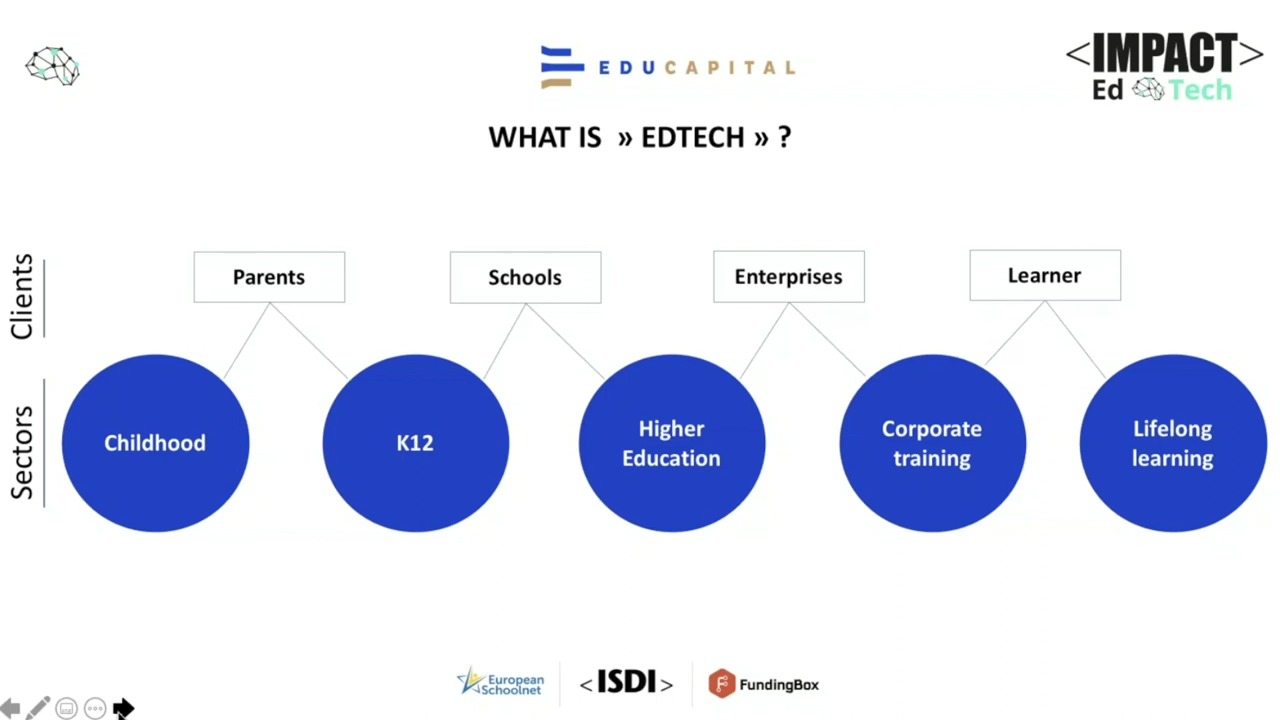 EDUCAPITAL
<IMPACT>
Ed Tech
WHAT IS » EDTECH » ?
Clients
Parents
Schools
Enterprises
Learner
Sectors
Childhood
K12
Higher
Education
Corporate
training
Lifelong
learning
European
Schoolnet
<ISDI>
FundingBox